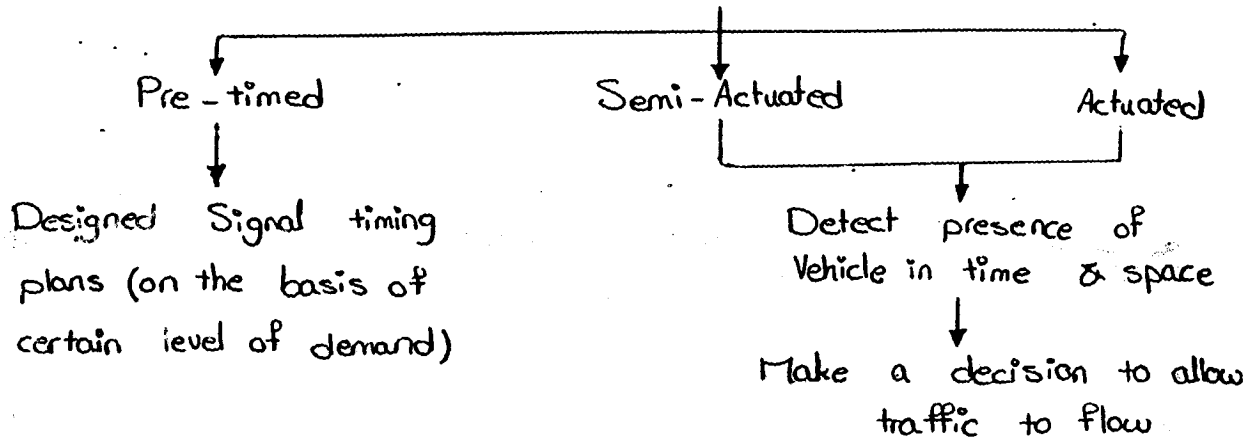 Pre-timed
Semi-Actuated
Actuated
Designed Signal timing
plans (on the basis of
certain level of demand)
Detect presence of
Vehicle in time & space
Make a decision to allow
traffic to flow